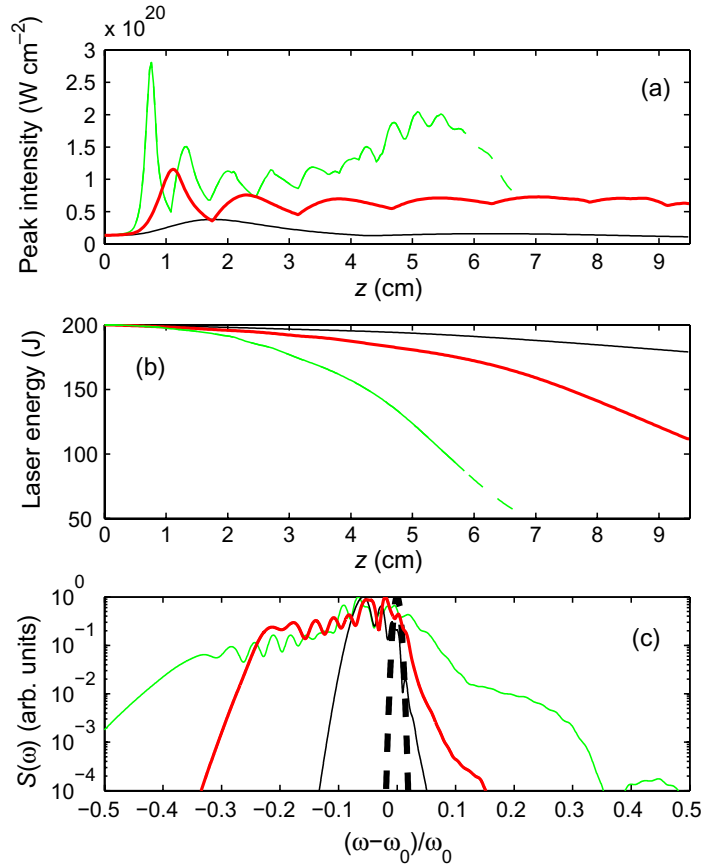 x 10^20
3
2.5
2
1.5
1
0.5
0
Peak intensity (W cm^−2)
(a)
0 1 2 3 4 5 6 7 8 9
z (cm)
200
150
100
50
Laser energy (J)
(b)
0 1 2 3 4 5 6 7 8 9
z (cm)
0
10^0
10^−1
10^−2
10^−3
10^−4
S(ω) (arb. units)
(c)
−0.5 −0.4 −0.3 −0.2 −0.1 0 0.1 0.2 0.3 0.4 0.5
(ω−ω_0)/ω_0